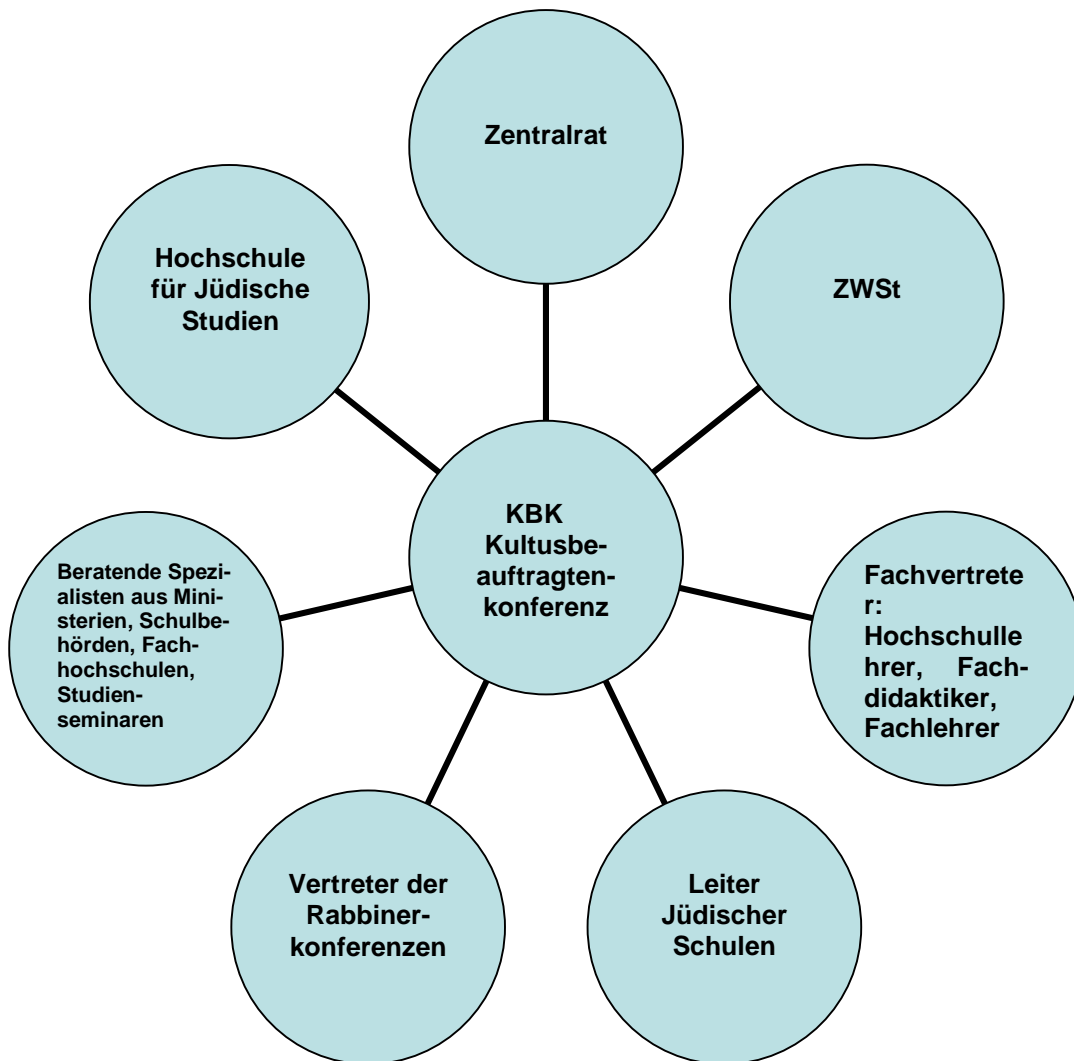 Zentralrat
Hochschule
für Jüdische
Studien
ZWSt
KBK
Kultusbe-
auftragten-
konferenz
Beratende Spezi-
alisten aus Mini-
sterien, Schulbe-
hörden, Fach-
hochschulen,
Studien-
seminaren
Fachvertrete
r:
Hochschulle
hrer, Fach-
didaktiker,
Fachlehrer
Vertreter der
Rabbiner-
konferenzen
Leiter
Jüdischer
Schulen